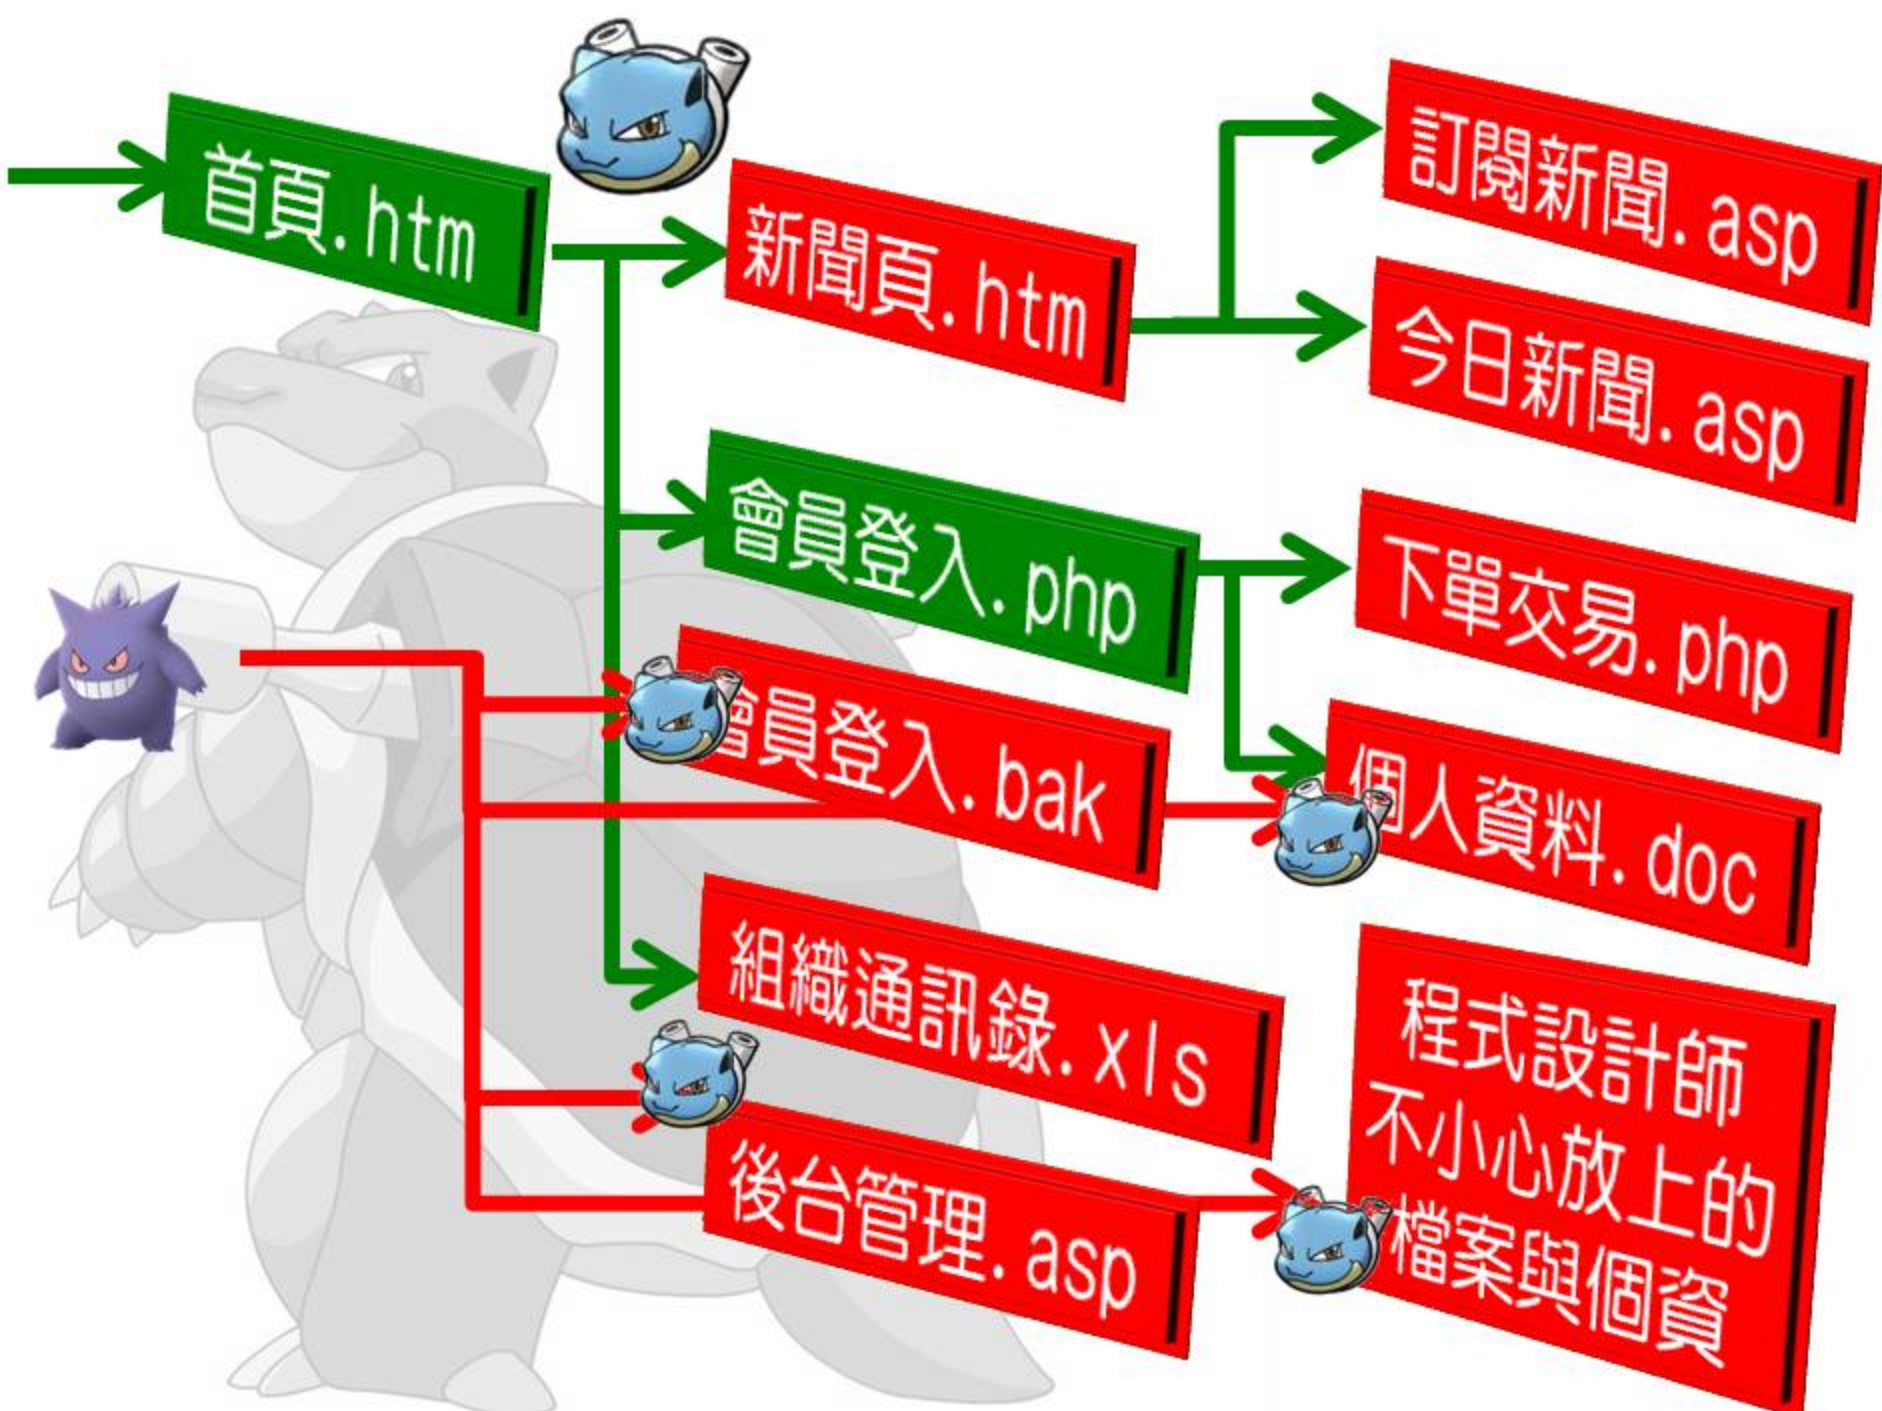 首頁.htm
新聞頁.htm
訂閱新聞.asp
今日新聞.asp
會員登入.php
下單交易.php
會員登入.bak
個人資料.doc
組織通訊錄.xls
後台管理.asp
程式設計師
不小心放上的
檔案與個資